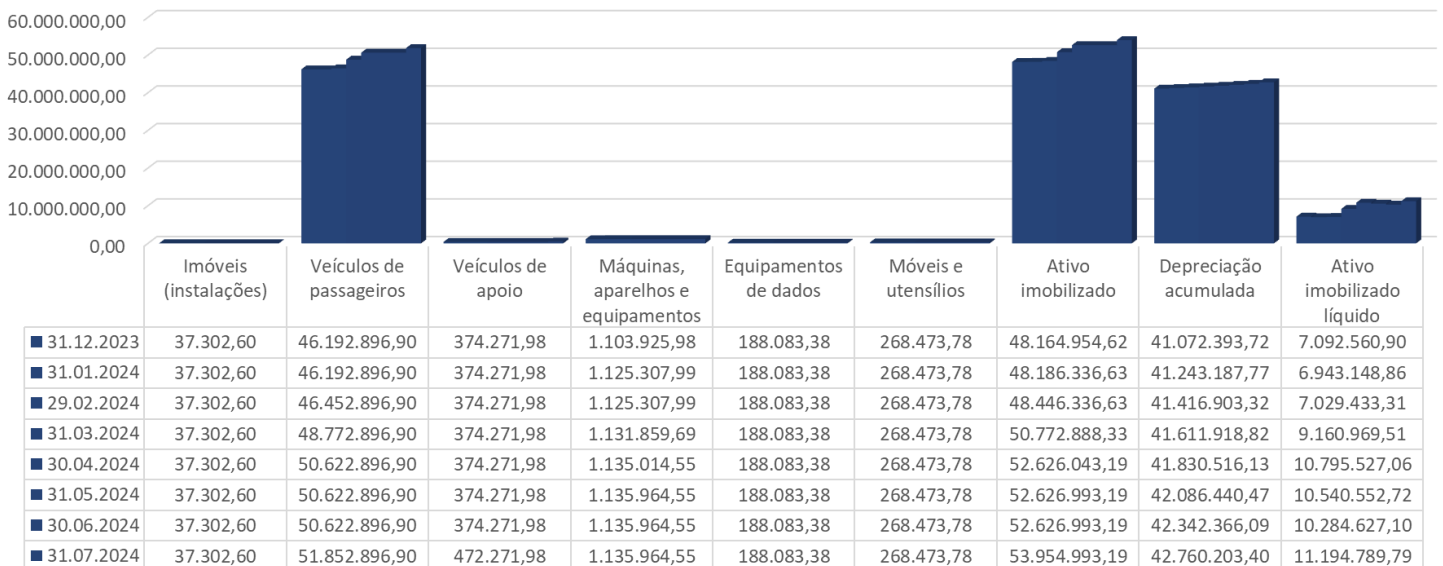 60.000.000,00
50.000.000,00
40.000.000,00
30.000.000,00
20.000.000,00
10.000.000,00
0,00
Imóveis (instalações) Veículos de passageiros Veículos de apoio Máquinas, aparelhos e equipamentos Equipamentos de dados Móveis e utensílios Ativo imobilizado Depreciação acumulada Ativo imobilizado líquido
31.12.2023 37.302,60 46.192.896,90 374.271,98 1.103.925,98 188.083,38 268.473,78 48.164.954,62 41.072.393,72 7.092.560,90
31.01.2024 37.302,60 46.192.896,90 374.271,98 1.125.307,99 188.083,38 268.473,78 48.186.336,63 41.243.187,77 6.943.148,86
29.02.2024 37.302,60 46.452.896,90 374.271,98 1.125.307,99 188.083,38 268.473,78 48.446.336,63 41.416.903,32 7.029.433,31
31.03.2024 37.302,60 48.772.896,90 374.271,98 1.131.859,69 188.083,38 268.473,78 50.772.888,33 41.611.918,82 9.160.969,51
30.04.2024 37.302,60 50.622.896,90 374.271,98 1.135.014,55 188.083,38 268.473,78 52.626.043,19 41.830.516,13 10.795.527,06
31.05.2024 37.302,60 50.622.896,90 374.271,98 1.135.964,55 188.083,38 268.473,78 52.626.993,19 42.086.440,47 10.540.552,72
30.06.2024 37.302,60 50.622.896,90 374.271,98 1.135.964,55 188.083,38 268.473,78 52.626.993,19 42.342.366,09 10.284.627,10
31.07.2024 37.302,60 51.852.896,90 472.271,98 1.135.964,55 188.083,38 268.473,78 53.954.993,19 42.760.203,40 11.194.789,79